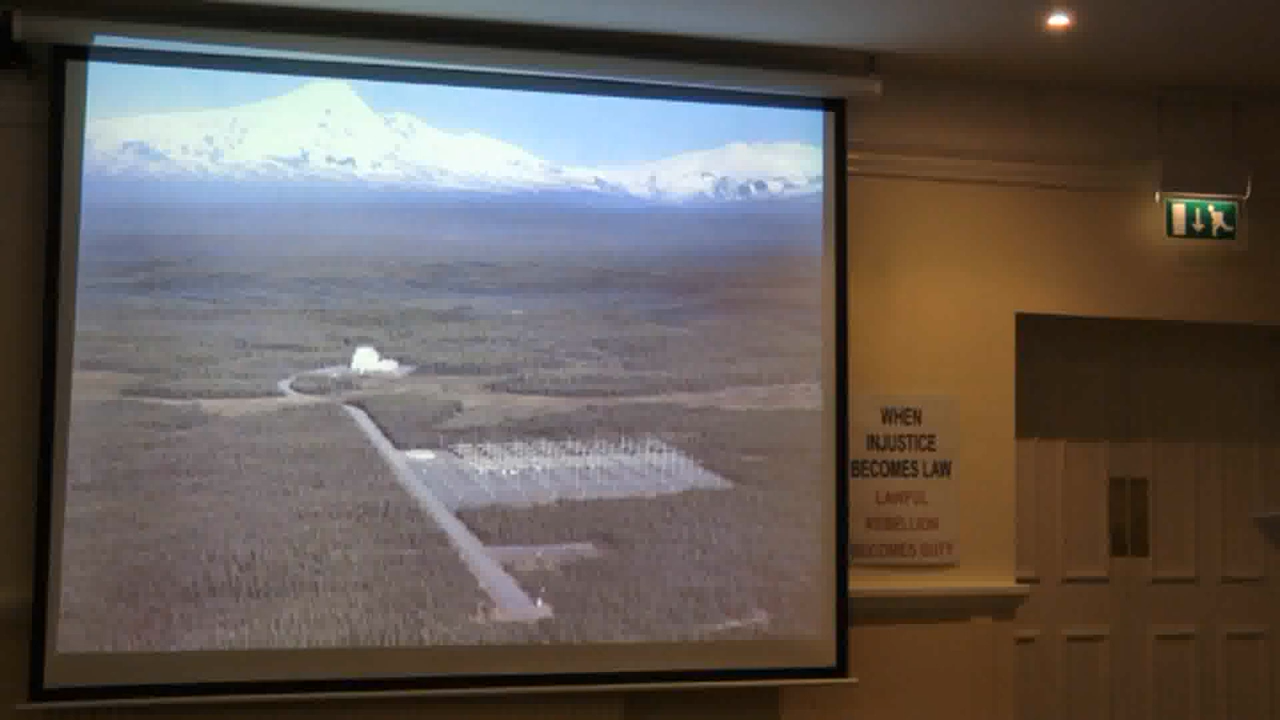 WHEN
INJUSTICE
BECOMES LAW
LAWFUL
REBELLION
BECOMES DUTY